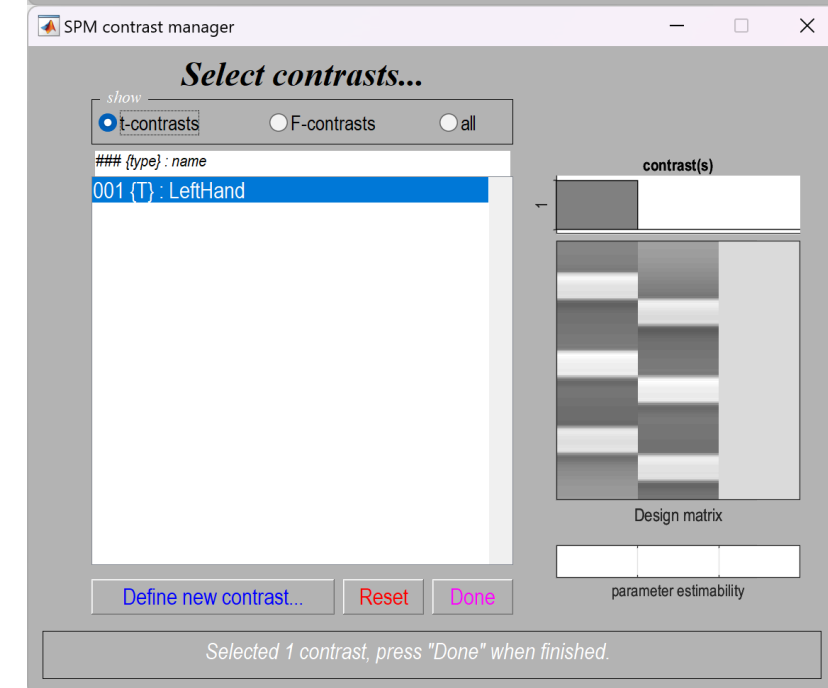 SPM contrast manager
Select contrasts...
show
t-contrasts
F-contrasts
all
### {type} : name
001 {T} : LeftHand
contrast(s)
1
Design matrix
parameter estimability
Define new contrast...
Reset
Done
Selected 1 contrast, press "Done" when finished.